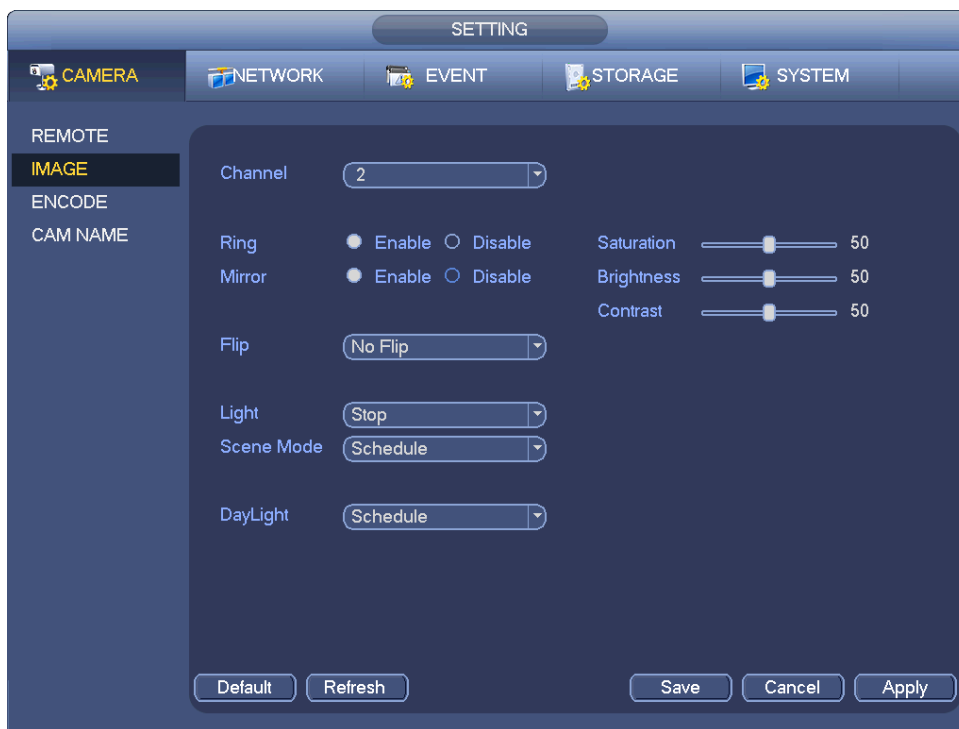 SETTING
CAMERA NETWORK EVENT STORAGE SYSTEM
REMOTE
IMAGE
ENCODE
CAM NAME
Channel 2
Ring Enable Disable Saturation 50
Mirror Enable Disable Brightness 50
Contrast 50
Flip No Flip
Light Stop
Scene Mode Schedule
DayLight Schedule
Default Refresh Save Cancel Apply